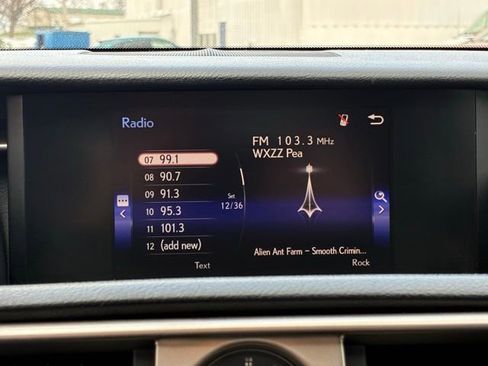 Radio
FM 103.3 MHz
WXZZ Pea
07 99.1
08 90.7
09 91.3
10 95.3
11 101.3
12 (add new)
Set
12/36
Alien Ant Farm – Smooth Crimin...
Text
Rock